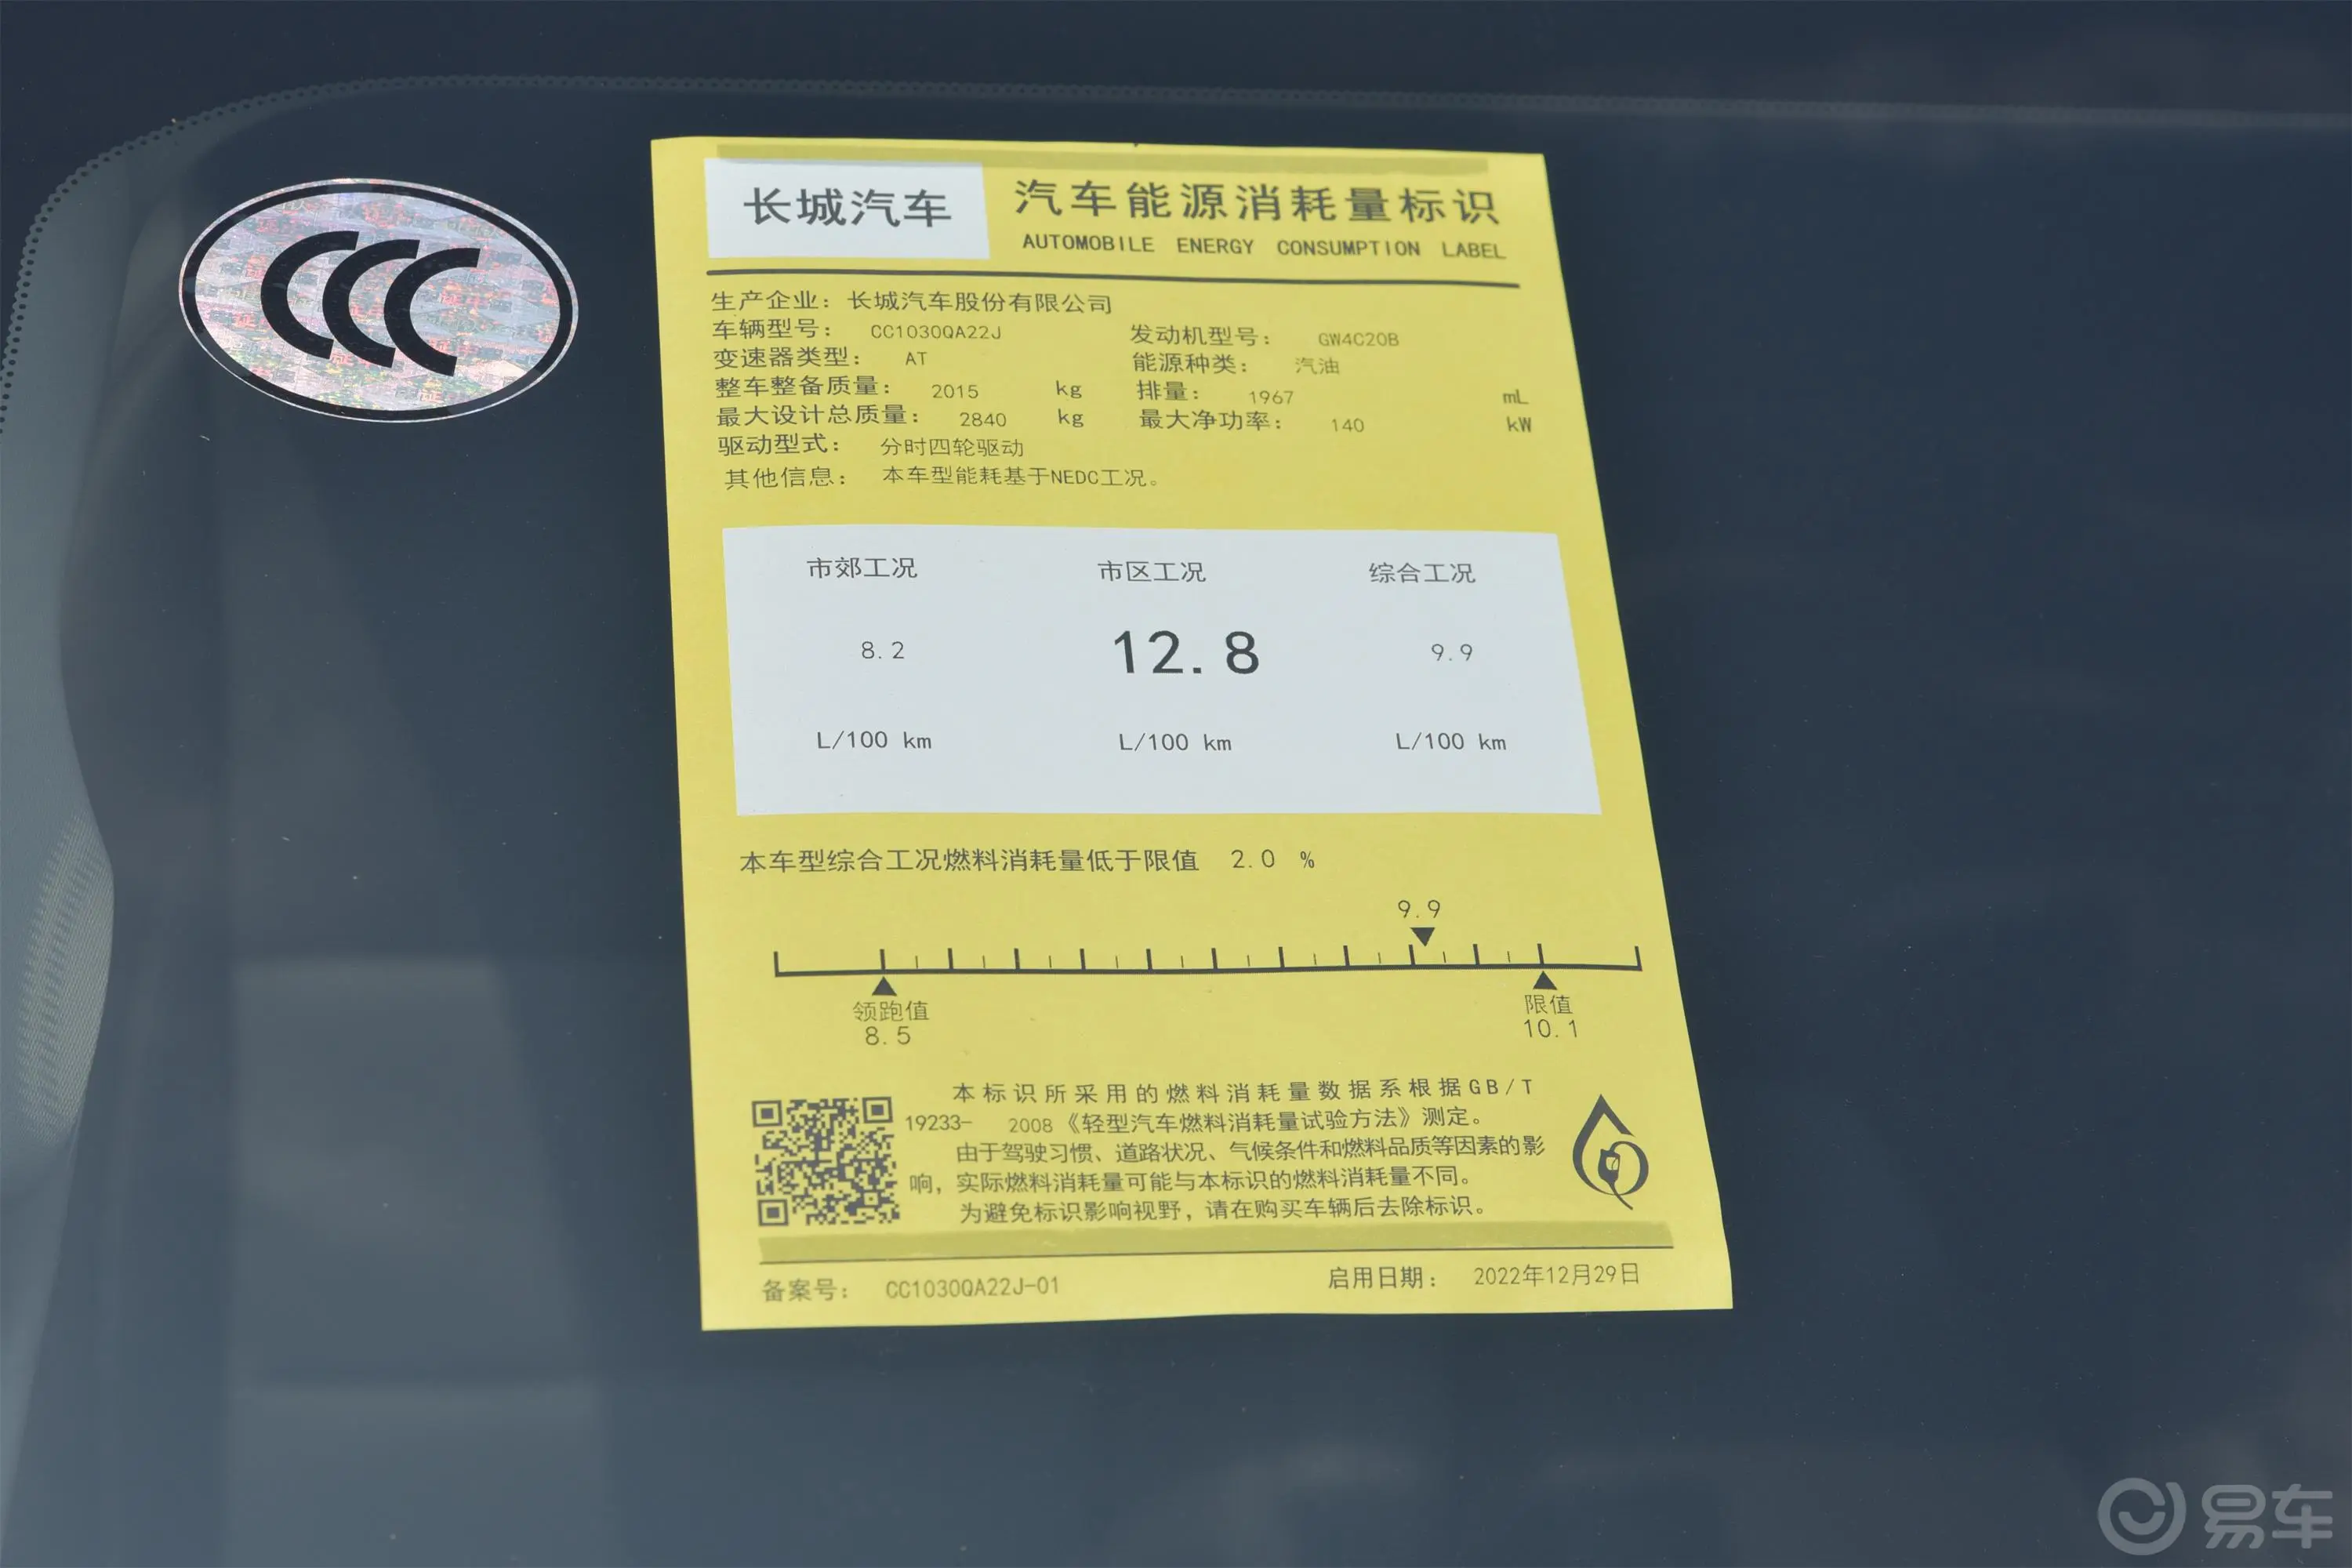 CCC
长城汽车
汽车能源消耗量标识
AUTOMOBILE ENERGY CONSUMPTION LABEL
生产企业：长城汽车股份有限公司
车辆型号： CC1030QA22J 发动机型号： GW4C20B
变速器类型： AT 能源种类： 汽油
整车整备质量： 2015 kg 排量： 1967 mL
最大设计总质量： 2840 kg 最大净功率： 140 kW
驱动型式： 分时四轮驱动
其他信息： 本车型能耗基于NEDC工况。
市郊工况 市区工况 综合工况
8.2 12.8 9.9
L/100 km L/100 km L/100 km
本车型综合工况燃料消耗量低于限值 2.0 %
9.9
领跑值 限值
8.5 10.1
本标识所采用的燃料消耗量数据系根据GB/T
19233- 2008《轻型汽车燃料消耗量试验方法》测定。
由于驾驶习惯、道路状况、气候条件和燃料品质等因素的影
响，实际燃料消耗量可能与本标识的燃料消耗量不同。
为避免标识影响视野，请在购买车辆后去除标识。
备案号： CC1030QA22J-01 启用日期： 2022年12月29日
易车